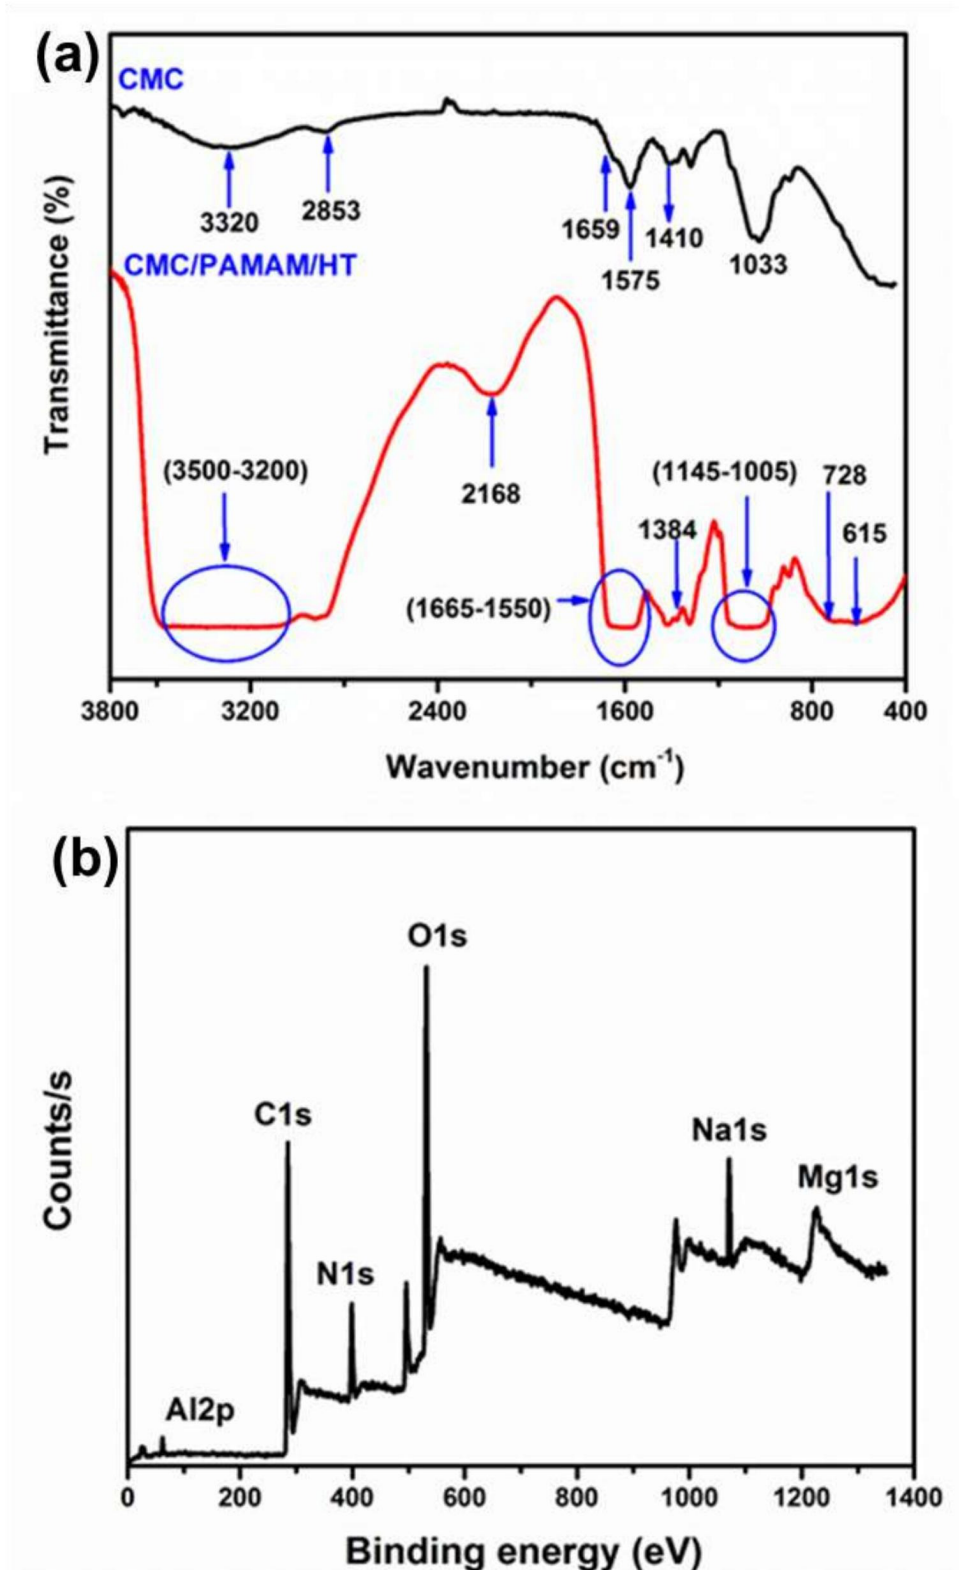 (a)
CMC
3320
2853
1659
1575
1410
1033
CMC/PAMAM/HT
(3500-3200)
2168
(1665-1550)
1384
(1145-1005)
728
615
Transmittance (%)
3800 3200 2400 1600 800 400
Wavenumber (cm⁻¹)
(b)
O1s
C1s
N1s
Al2p
Na1s
Mg1s
Counts/s
0 200 400 600 800 1000 1200 1400
Binding energy (eV)